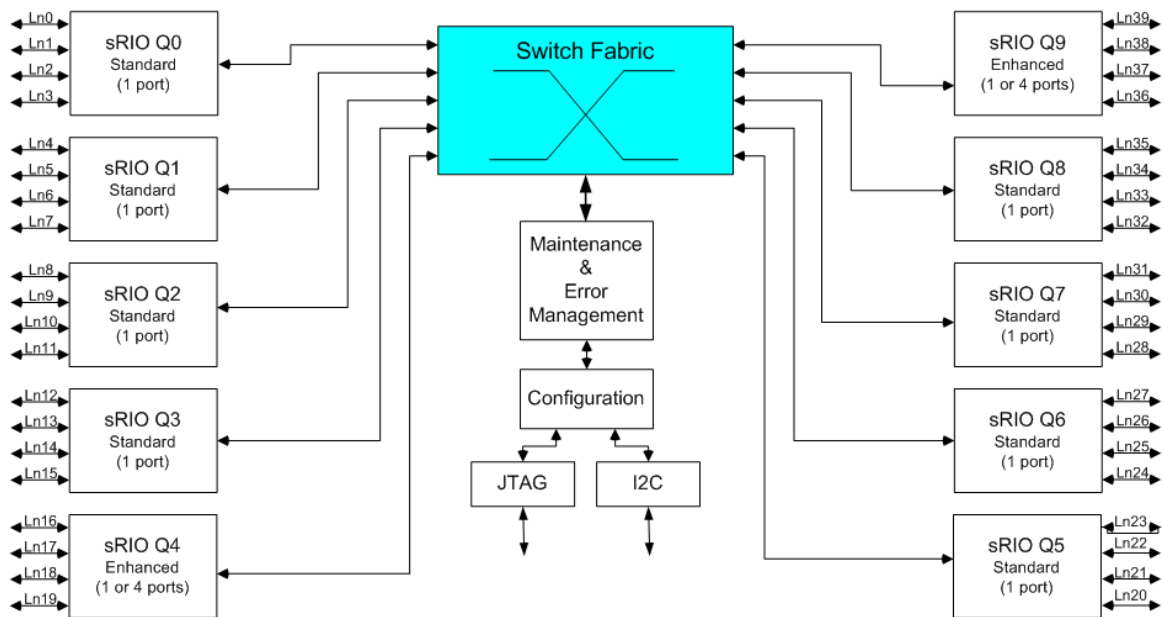 Ln0
Ln1
Ln2
Ln3
sRIO Q0
Standard
(1 port)
Ln4
Ln5
Ln6
Ln7
sRIO Q1
Standard
(1 port)
Ln8
Ln9
Ln10
Ln11
sRIO Q2
Standard
(1 port)
Ln12
Ln13
Ln14
Ln15
sRIO Q3
Standard
(1 port)
Ln16
Ln17
Ln18
Ln19
sRIO Q4
Enhanced
(1 or 4 ports)
Switch Fabric
Maintenance
&
Error
Management
Configuration
JTAG
I2C
sRIO Q9
Enhanced
(1 or 4 ports)
Ln39
Ln38
Ln37
Ln36
sRIO Q8
Standard
(1 port)
Ln35
Ln34
Ln33
Ln32
sRIO Q7
Standard
(1 port)
Ln31
Ln30
Ln29
Ln28
sRIO Q6
Standard
(1 port)
Ln27
Ln26
Ln25
Ln24
sRIO Q5
Standard
(1 port)
Ln23
Ln22
Ln21
Ln20